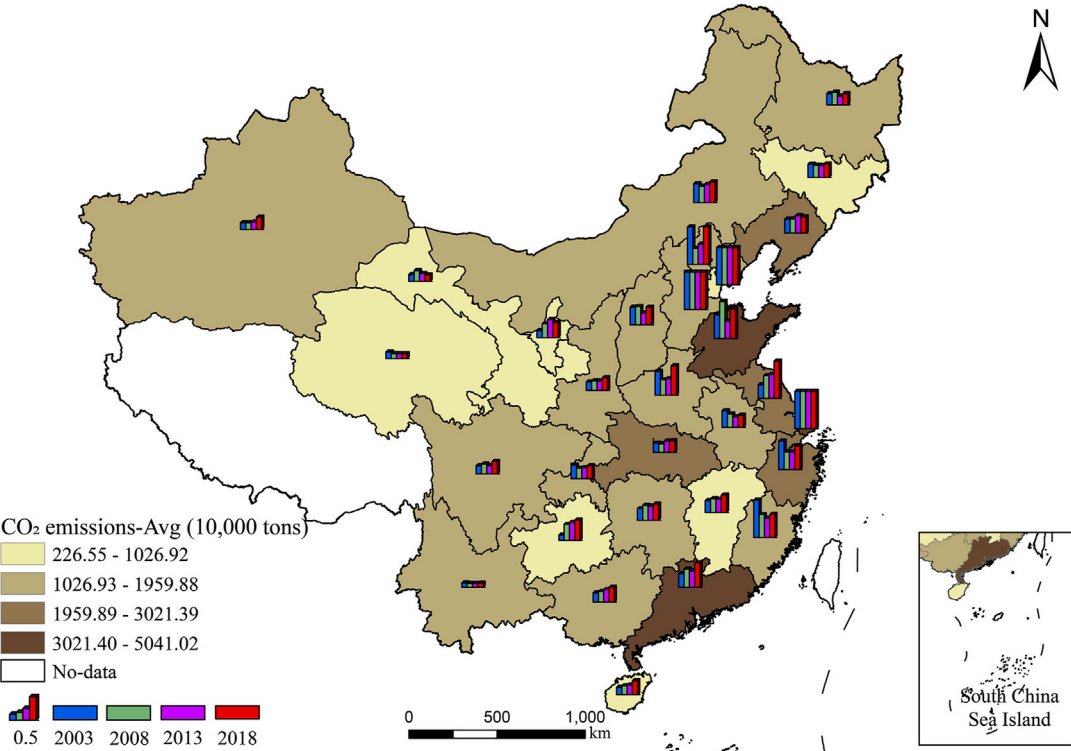 N
CO₂ emissions-Avg (10,000 tons)
226.55 - 1026.92
1026.93 - 1959.88
1959.89 - 3021.39
3021.40 - 5041.02
No-data
0.5 2003 2008 2013 2018
0 500 1,000
km
South China
Sea Island